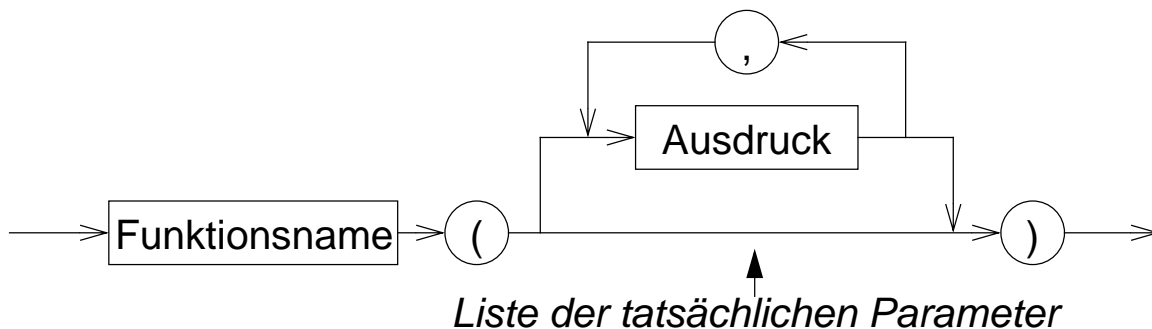 ,
Ausdruck
Funktionsname ( )
Liste der tatsächlichen Parameter